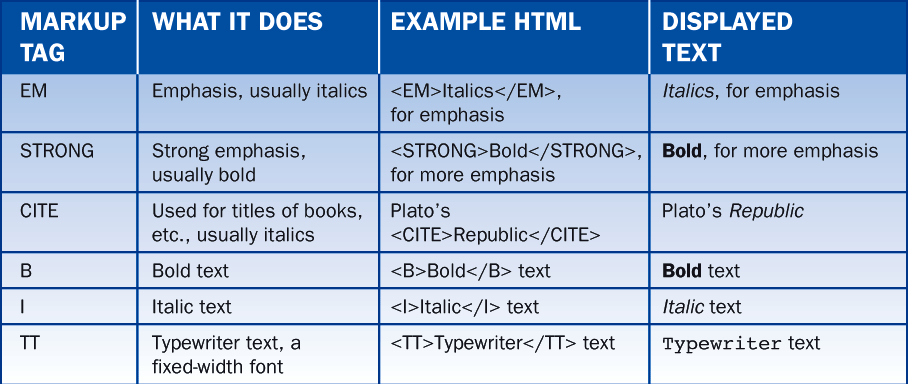 MARKUP TAG | WHAT IT DOES | EXAMPLE HTML | DISPLAYED TEXT
EM | Emphasis, usually italics | <EM>Italics</EM>, for emphasis | Italics, for emphasis
STRONG | Strong emphasis, usually bold | <STRONG>Bold</STRONG>, for more emphasis | Bold, for more emphasis
CITE | Used for titles of books, etc., usually italics | Plato’s <CITE>Republic</CITE> | Plato’s Republic
B | Bold text | <B>Bold</B> text | Bold text
I | Italic text | <I>Italic</I> text | Italic text
TT | Typewriter text, a fixed-width font | <TT>Typewriter</TT> text | Typewriter text